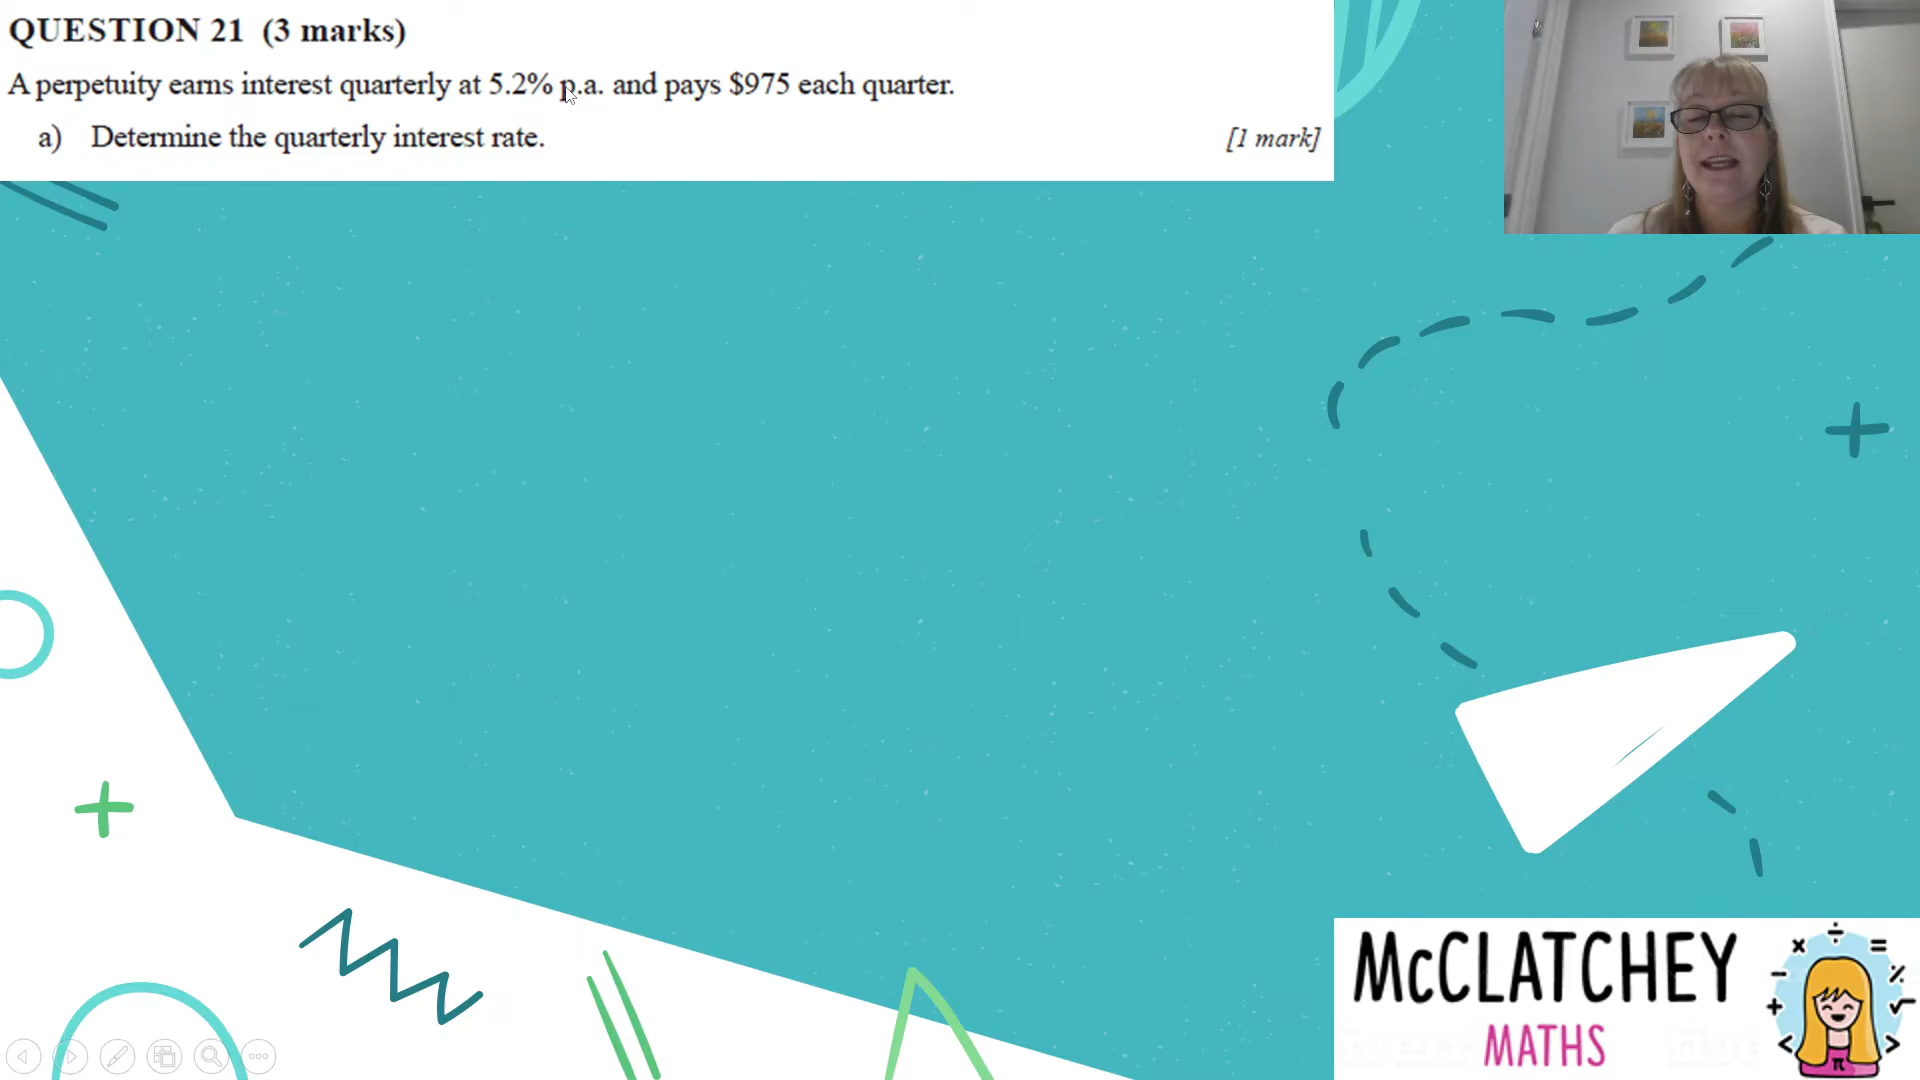 QUESTION 21 (3 marks)
A perpetuity earns interest quarterly at 5.2% p.a. and pays $975 each quarter.
a) Determine the quarterly interest rate. [1 mark]
McCLATCHEY
MATHS